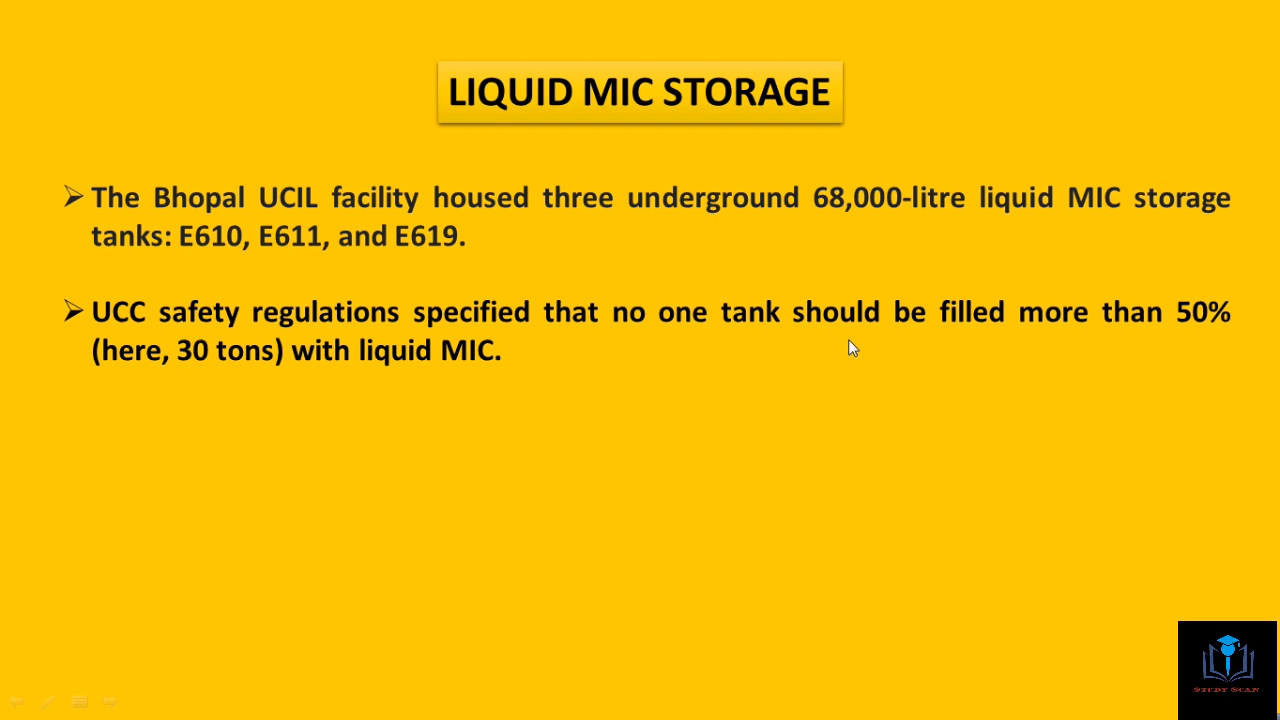 LIQUID MIC STORAGE
➢ The Bhopal UCIL facility housed three underground 68,000-litre liquid MIC storage
tanks: E610, E611, and E619.
➢ UCC safety regulations specified that no one tank should be filled more than 50%
(here, 30 tons) with liquid MIC.
STUDY SCAN